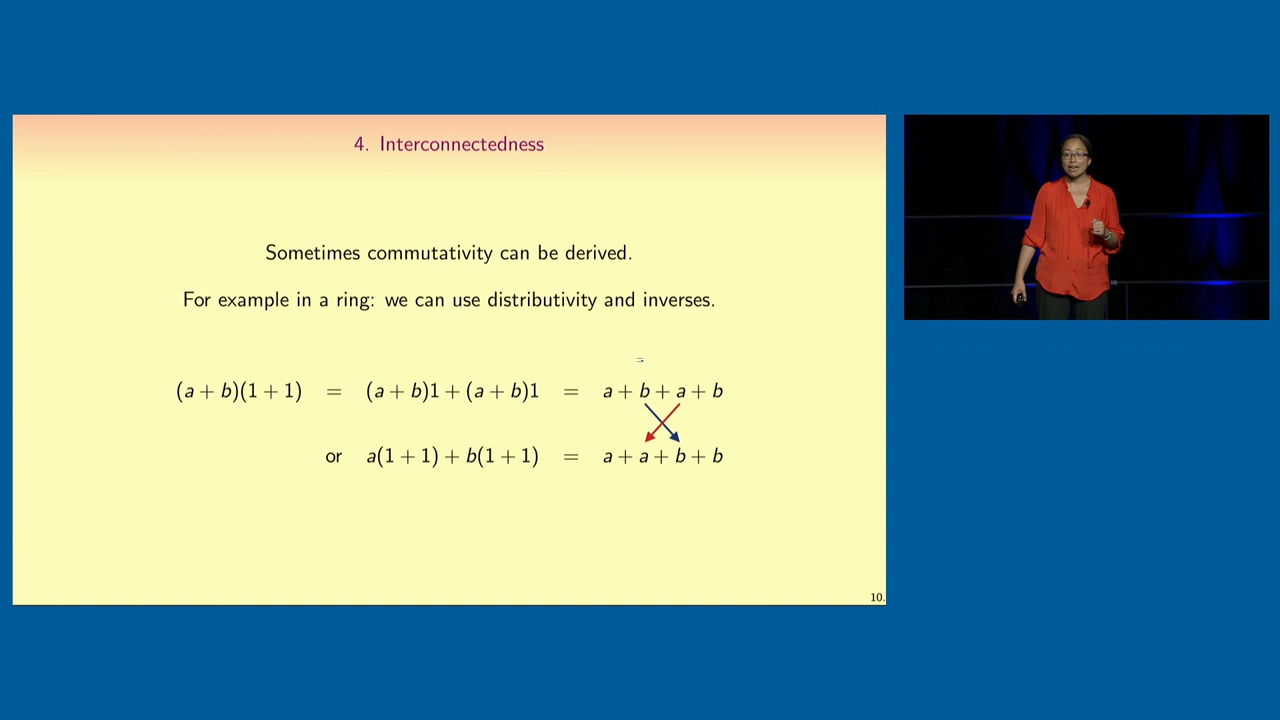 4. Interconnectedness
Sometimes commutativity can be derived.
For example in a ring: we can use distributivity and inverses.
(a + b)(1 + 1) = (a + b)1 + (a + b)1 = a + b + a + b
or a(1 + 1) + b(1 + 1) = a + a + b + b
10.